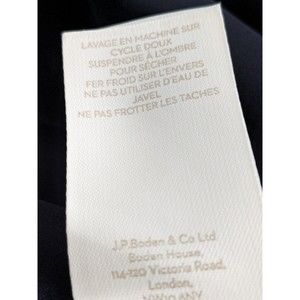 LAVAGE EN MACHINE SUR
CYCLE DOUX
SUSPENDRE À L'OMBRE
POUR SÉCHER
FER FROID SUR L'ENVERS
NE PAS UTILISER D'EAU DE
JAVEL
NE PAS FROTTER LES TACHES
J.P.Boden & Co Ltd
Boden House,
114-120 Victoria Road,
London,